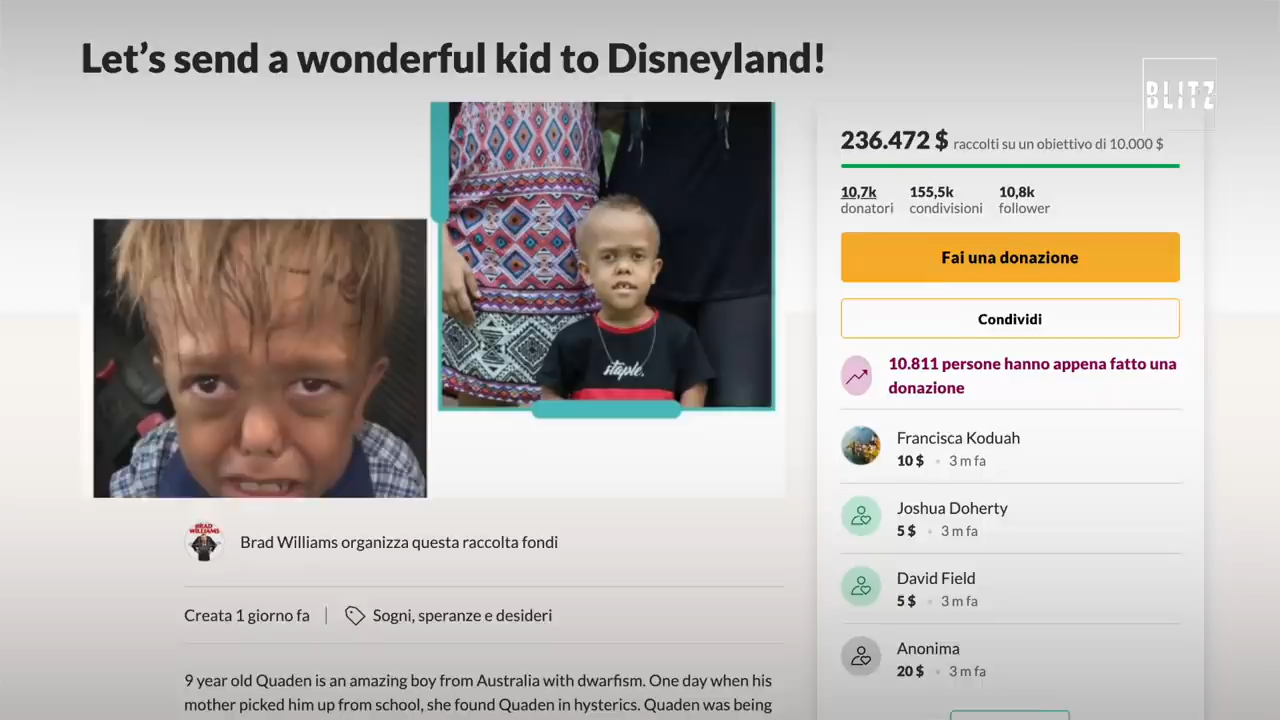 Let's send a wonderful kid to Disneyland!
BLITZ
236.472 $ raccolti su un obiettivo di 10.000 $
10,7k 155,5k 10,8k
donatori condivisioni follower
Fai una donazione
Condividi
10.811 persone hanno appena fatto una
donazione
Francisca Koduah
10 $ • 3 m fa
Joshua Doherty
5 $ • 3 m fa
David Field
5 $ • 3 m fa
Anonima
20 $ • 3 m fa
staple.
BRAD
WILLIAMS
Brad Williams organizza questa raccolta fondi
Creata 1 giorno fa | Sogni, speranze e desideri
9 year old Quaden is an amazing boy from Australia with dwarfism. One day when his
mother picked him up from school, she found Quaden in hysterics. Quaden was being